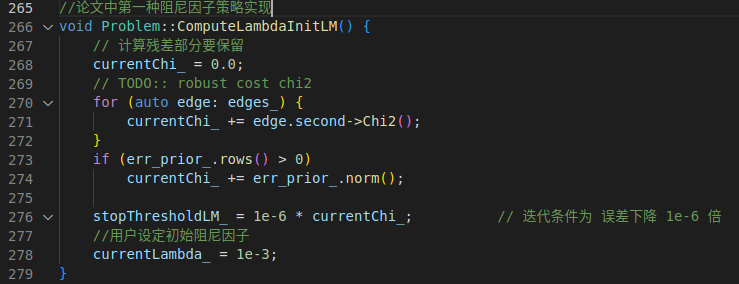 265 //论文中第一种阻尼因子策略实现
266 void Problem::ComputeLambdaInitLM() {
267 // 计算残差部分要保留
268 currentChi_ = 0.0;
269 // TODO:: robust cost chi2
270 for (auto edge: edges_) {
271 currentChi_ += edge.second->Chi2();
272 }
273 if (err_prior_.rows() > 0)
274 currentChi_ += err_prior_.norm();
275
276 stopThresholdLM_ = 1e-6 * currentChi_; // 迭代条件为 误差下降 1e-6 倍
277 //用户设定初始阻尼因子
278 currentLambda_ = 1e-3;
279 }